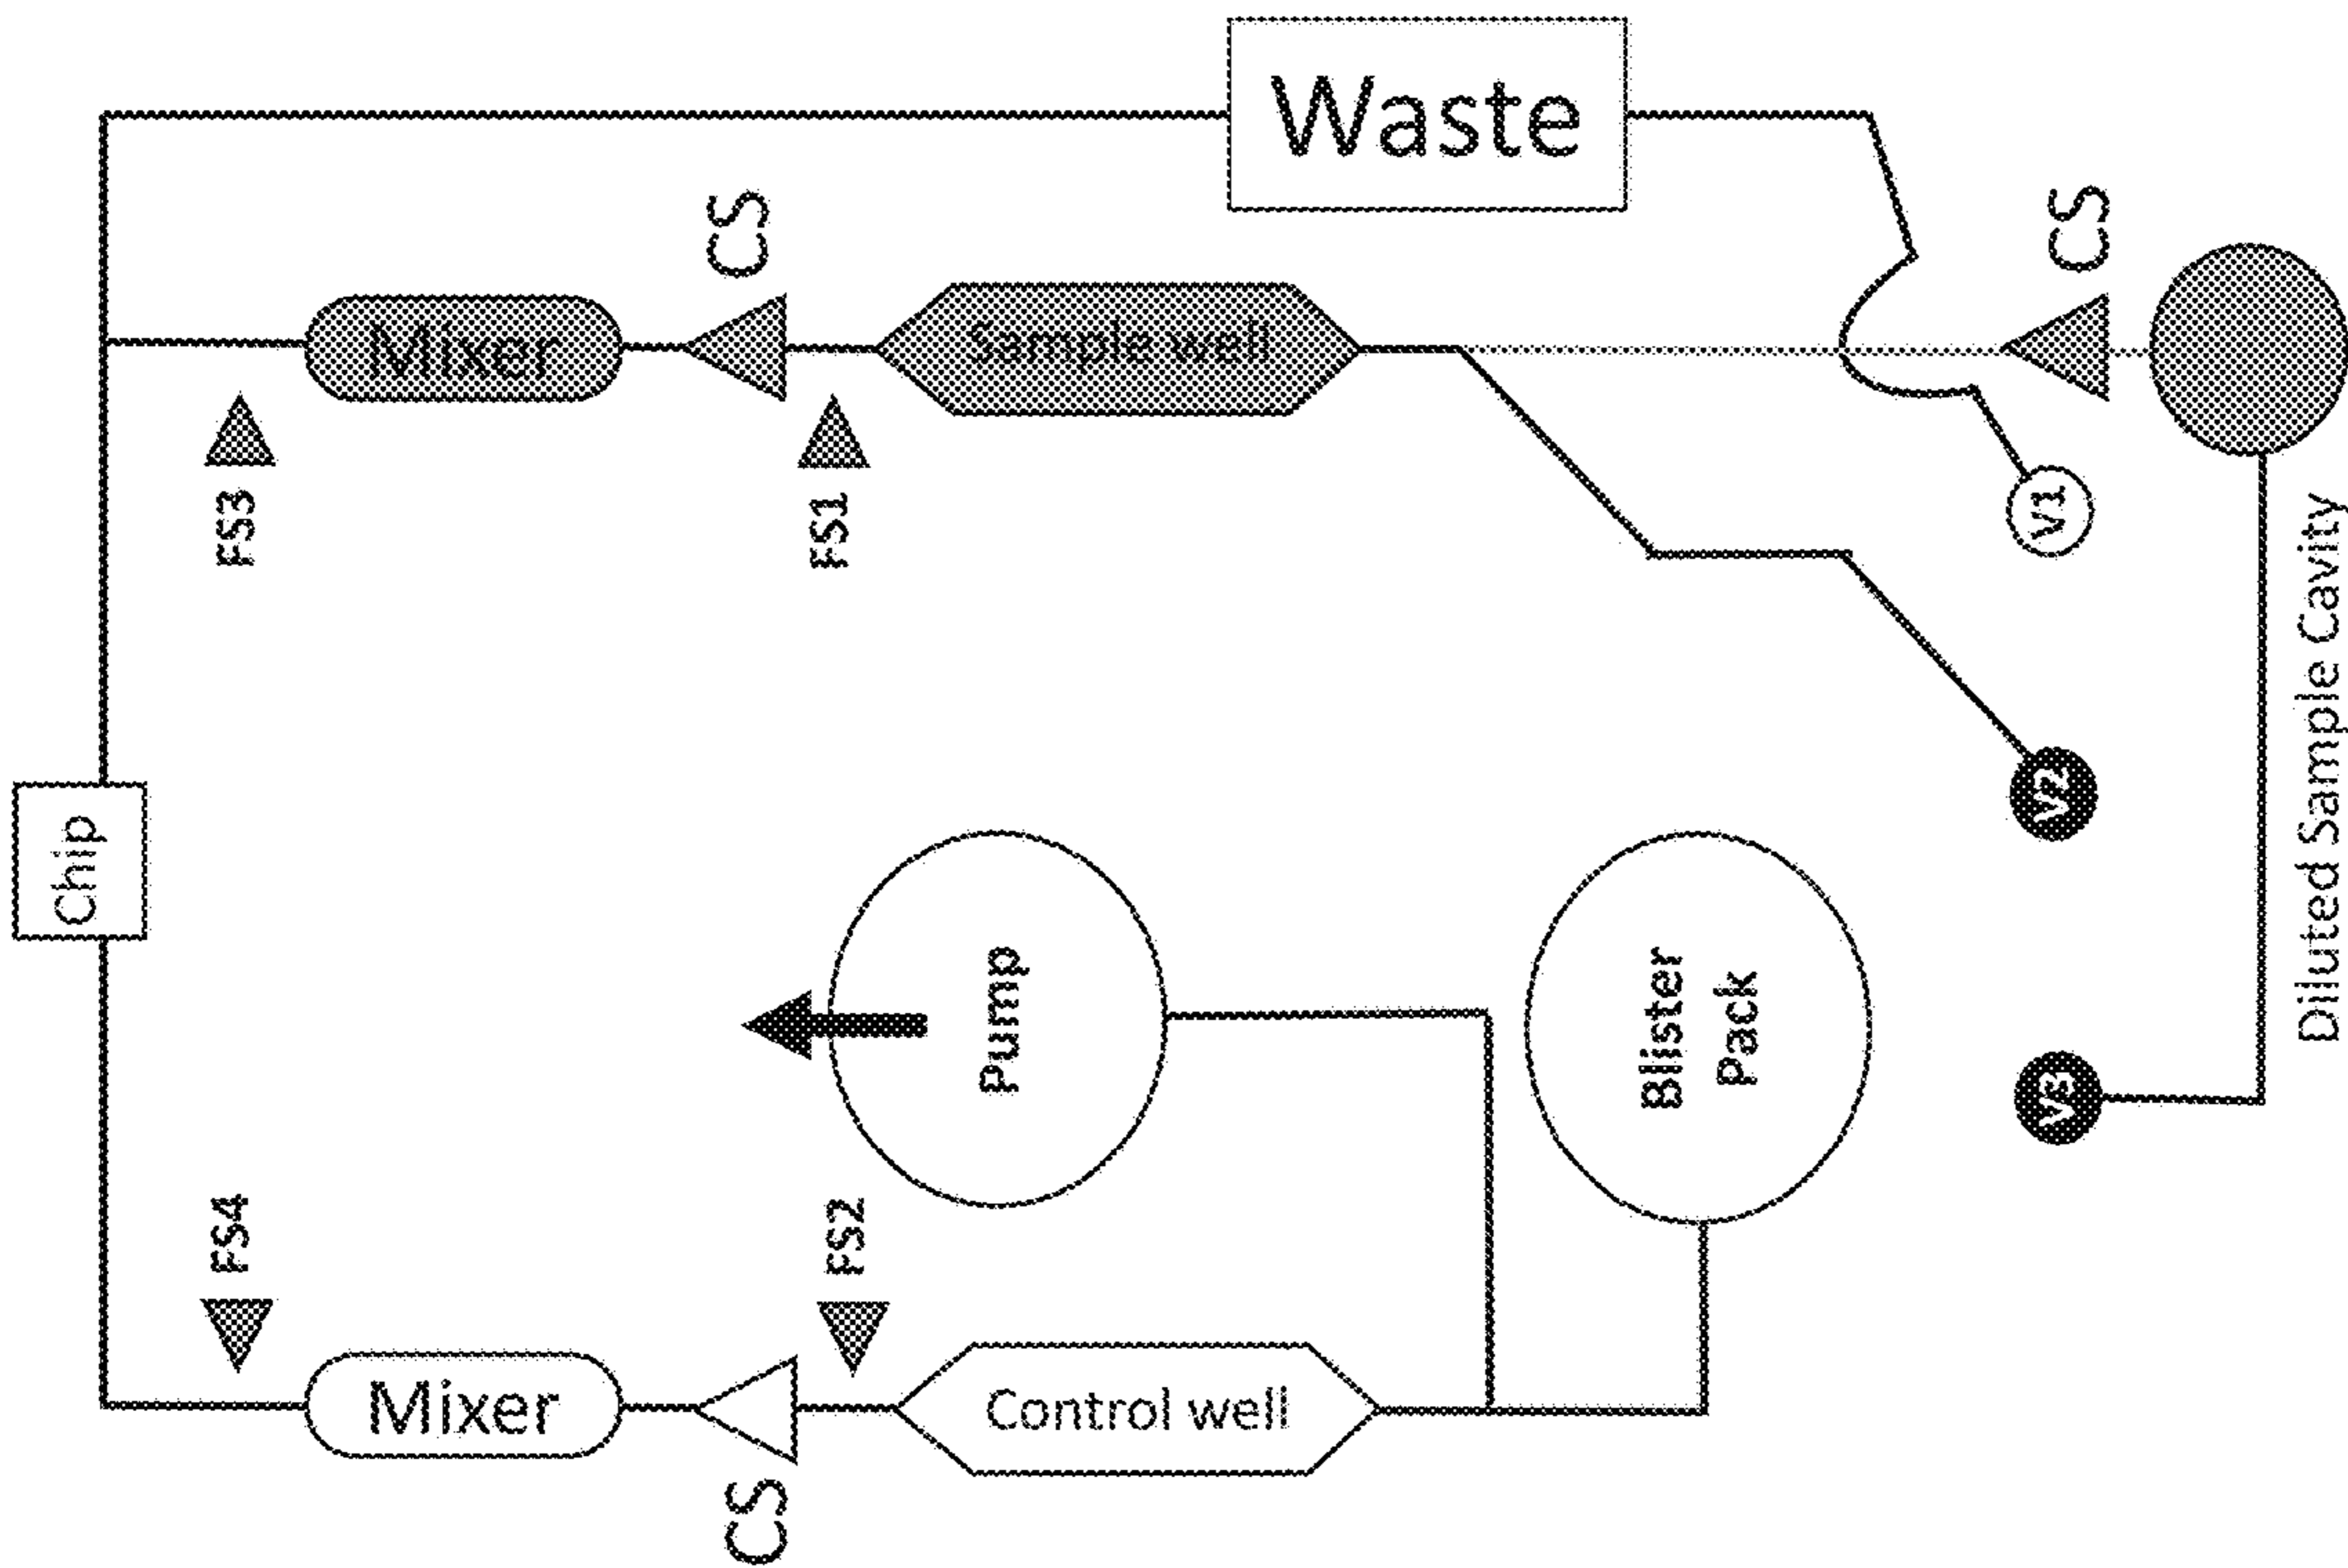 Chip
FS4
FS3
Mixer
Mixer
CS
CS
FS2
FS1
Pump
Control well
Sample well
Waste
Blister
Pack
V3
V2
V1
CS
Diluted Sample Cavity